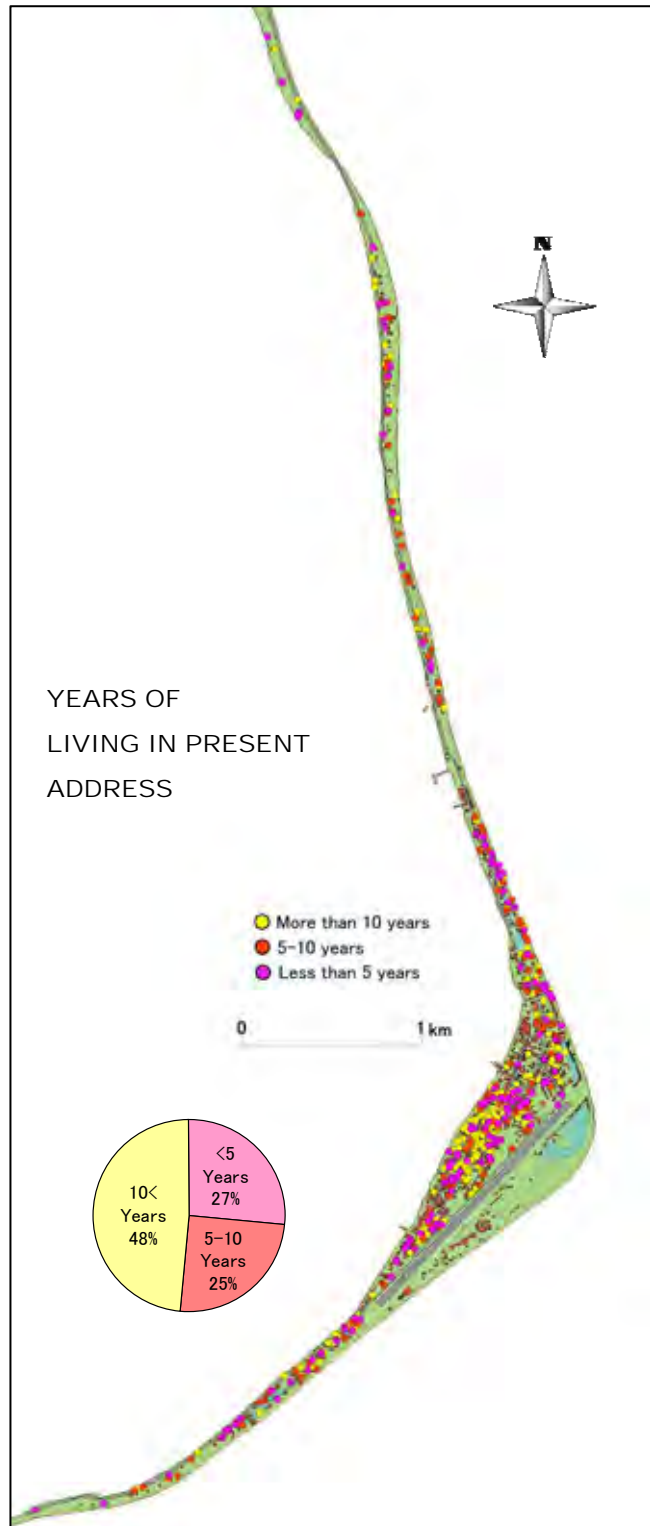 N
YEARS OF
LIVING IN PRESENT
ADDRESS
More than 10 years
5-10 years
Less than 5 years
0 1 km
<5
Years
27%
10<
Years
48%
5-10
Years
25%